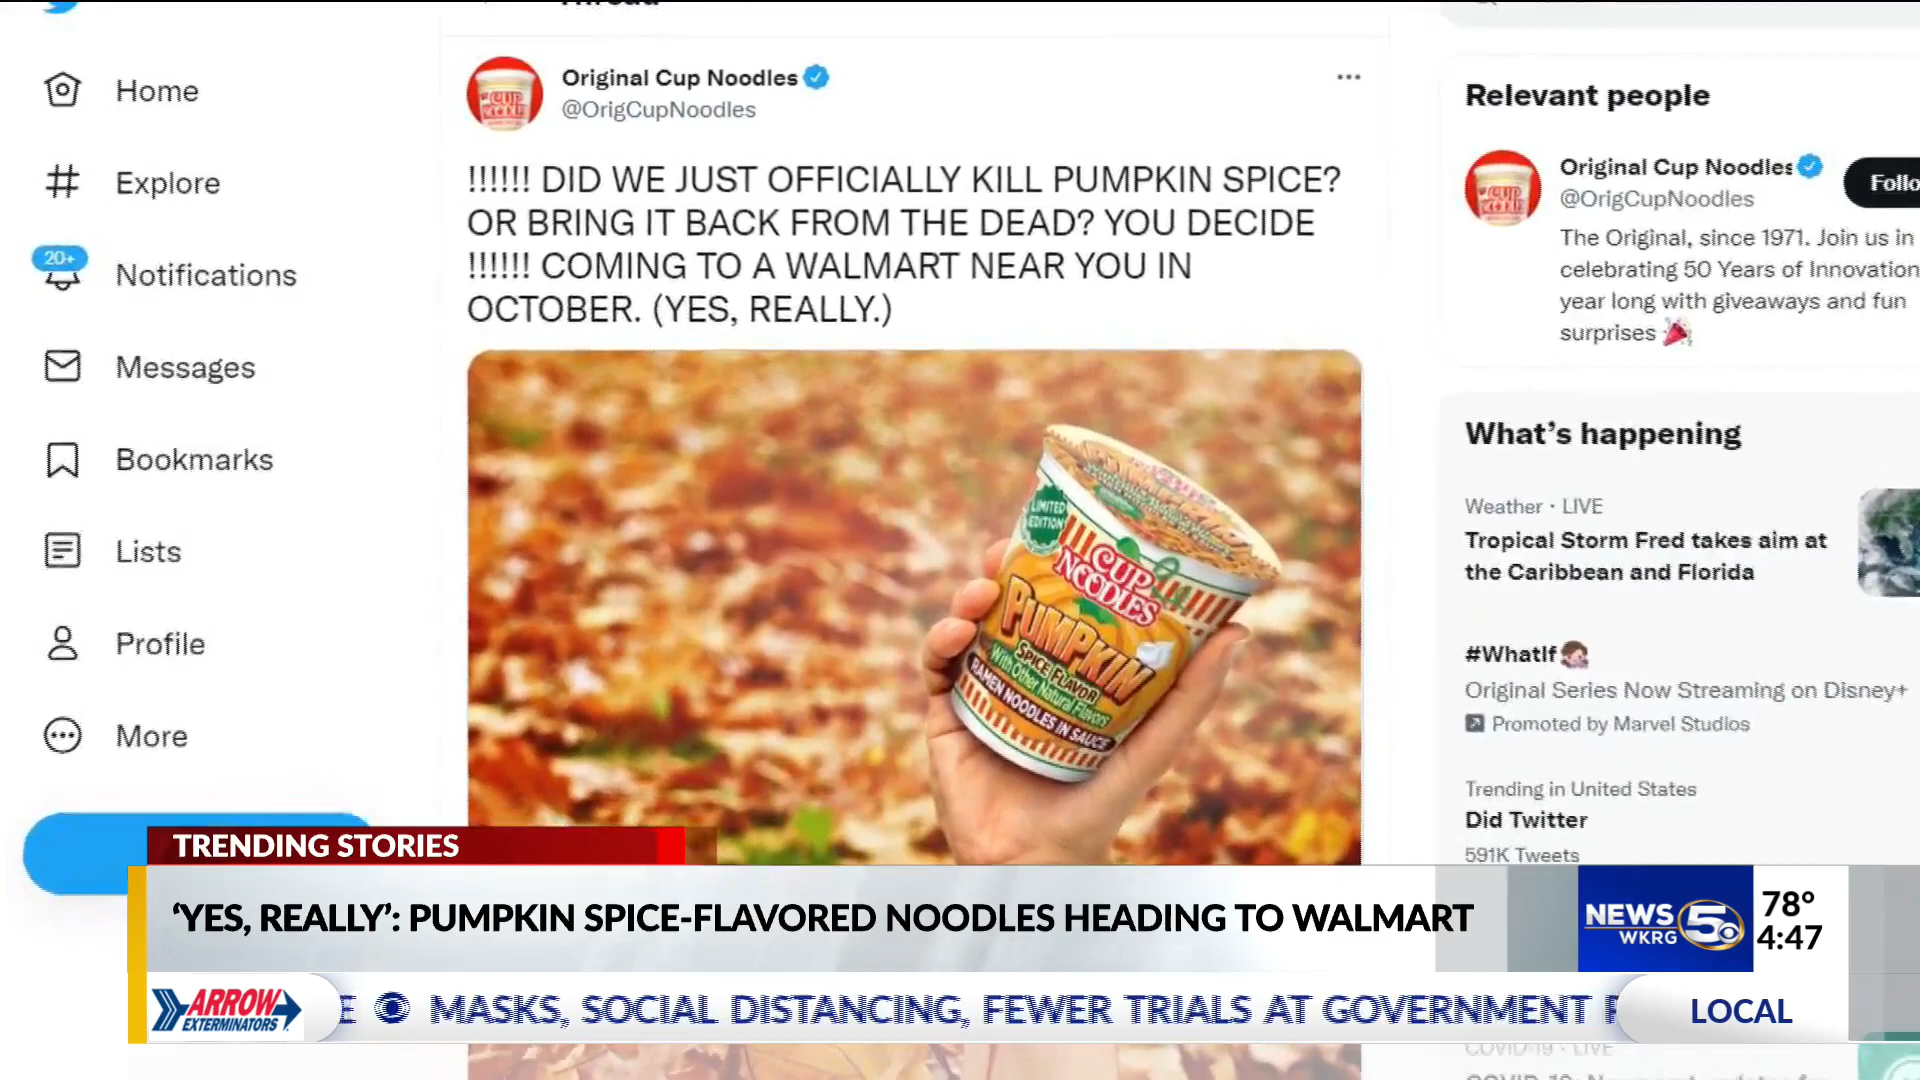 Home
Explore
20+
Notifications
Messages
Bookmarks
Lists
Profile
More
Original Cup Noodles
@OrigCupNoodles
!!!!!! DID WE JUST OFFICIALLY KILL PUMPKIN SPICE?
OR BRING IT BACK FROM THE DEAD? YOU DECIDE
!!!!!! COMING TO A WALMART NEAR YOU IN
OCTOBER. (YES, REALLY.)
LIMITED
EDITION
CUP
NOODLES
PUMPKIN
SPICE FLAVOR
With Other Natural Flavors
RAMEN NOODLES IN SAUCE
Relevant people
Original Cup Noodles
@OrigCupNoodles
Follo
The Original, since 1971. Join us in
celebrating 50 Years of Innovation
year long with giveaways and fun
surprises
What's happening
Weather · LIVE
Tropical Storm Fred takes aim at
the Caribbean and Florida
#WhatIf
Original Series Now Streaming on Disney+
Promoted by Marvel Studios
Trending in United States
Did Twitter
591K Tweets
COVID-19 · LIVE
TRENDING STORIES
‘YES, REALLY’: PUMPKIN SPICE-FLAVORED NOODLES HEADING TO WALMART
NEWS 5
WKRG
78°
4:47
ARROW
EXTERMINATORS
E MASKS, SOCIAL DISTANCING, FEWER TRIALS AT GOVERNMENT
LOCAL